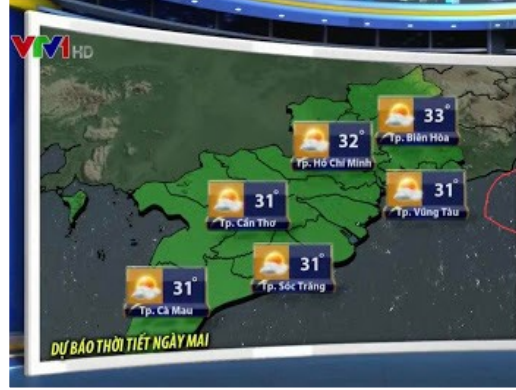 VTV1 HD
33°
Tp. Biên Hòa
32°
Tp. Hồ Chí Minh
31°
Tp. Cần Thơ
31°
Tp. Vũng Tàu
31°
Tp. Sóc Trăng
31°
Tp. Cà Mau
DỰ BÁO THỜI TIẾT NGÀY MAI